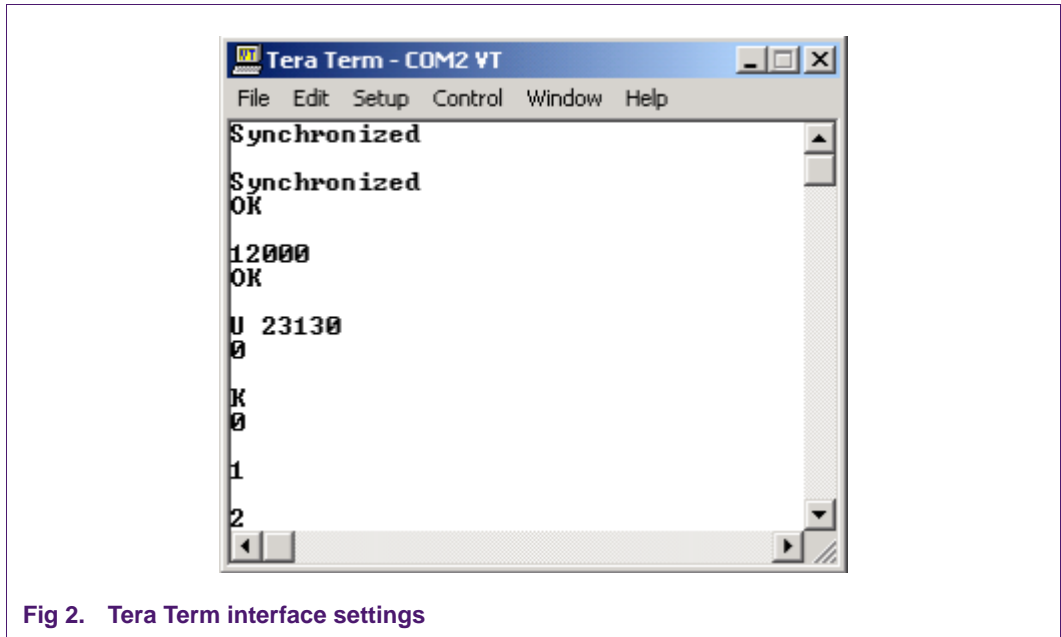 Tera Term - COM2 VT
File Edit Setup Control Window Help
Synchronized
Synchronized
OK
12000
OK
U 23130
0
K
0
1
2
Fig 2. Tera Term interface settings